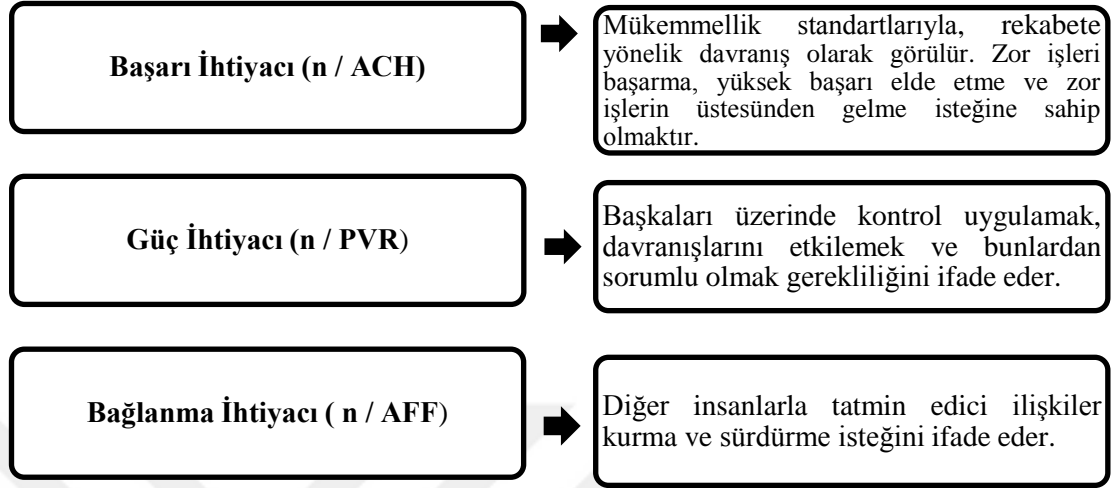 Başarı İhtiyacı (n / ACH)
Mükemmellik standartlarıyla, rekabete
yönelik davranış olarak görülür. Zor işleri
başarma, yüksek başarı elde etme ve zor
işlerin üstesünden gelme isteğine sahip
olmaktır.
Güç İhtiyacı (n / PVR)
Başkaları üzerinde kontrol uygulamak,
davranışlarını etkilemek ve bunlardan
sorumlu olmak gerekliliğini ifade eder.
Bağlanma İhtiyacı ( n / AFF)
Diğer insanlarla tatmin edici ilişkiler
kurma ve sürdürme isteğini ifade eder.